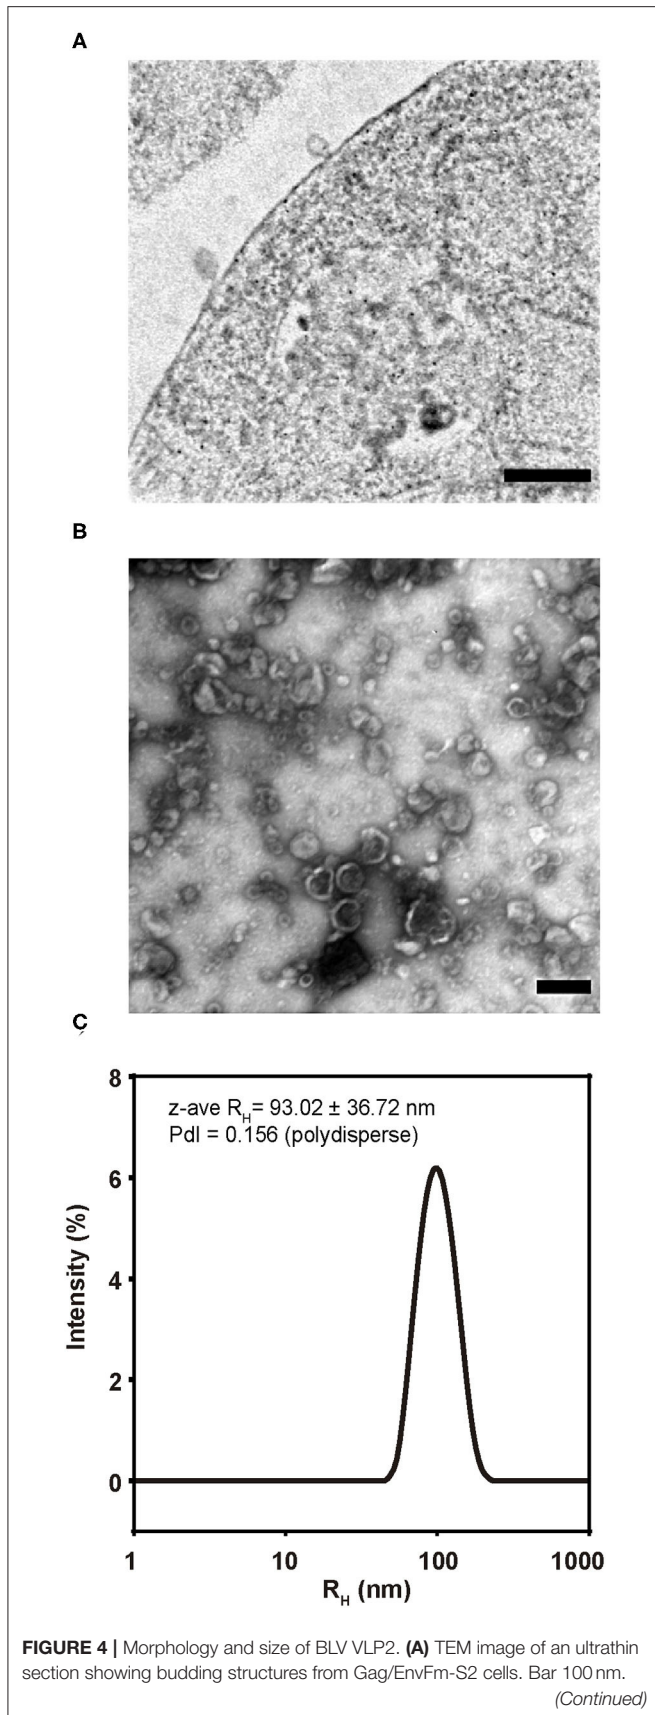 A
B
C
8
z-ave R_H= 93.02 ± 36.72 nm
PdI = 0.156 (polydisperse)
6
4
2
0
Intensity (%)
1 10 100 1000
R_H (nm)
FIGURE 4 | Morphology and size of BLV VLP2. (A) TEM image of an ultrathin
section showing budding structures from Gag/EnvFm-S2 cells. Bar 100 nm.
(Continued)